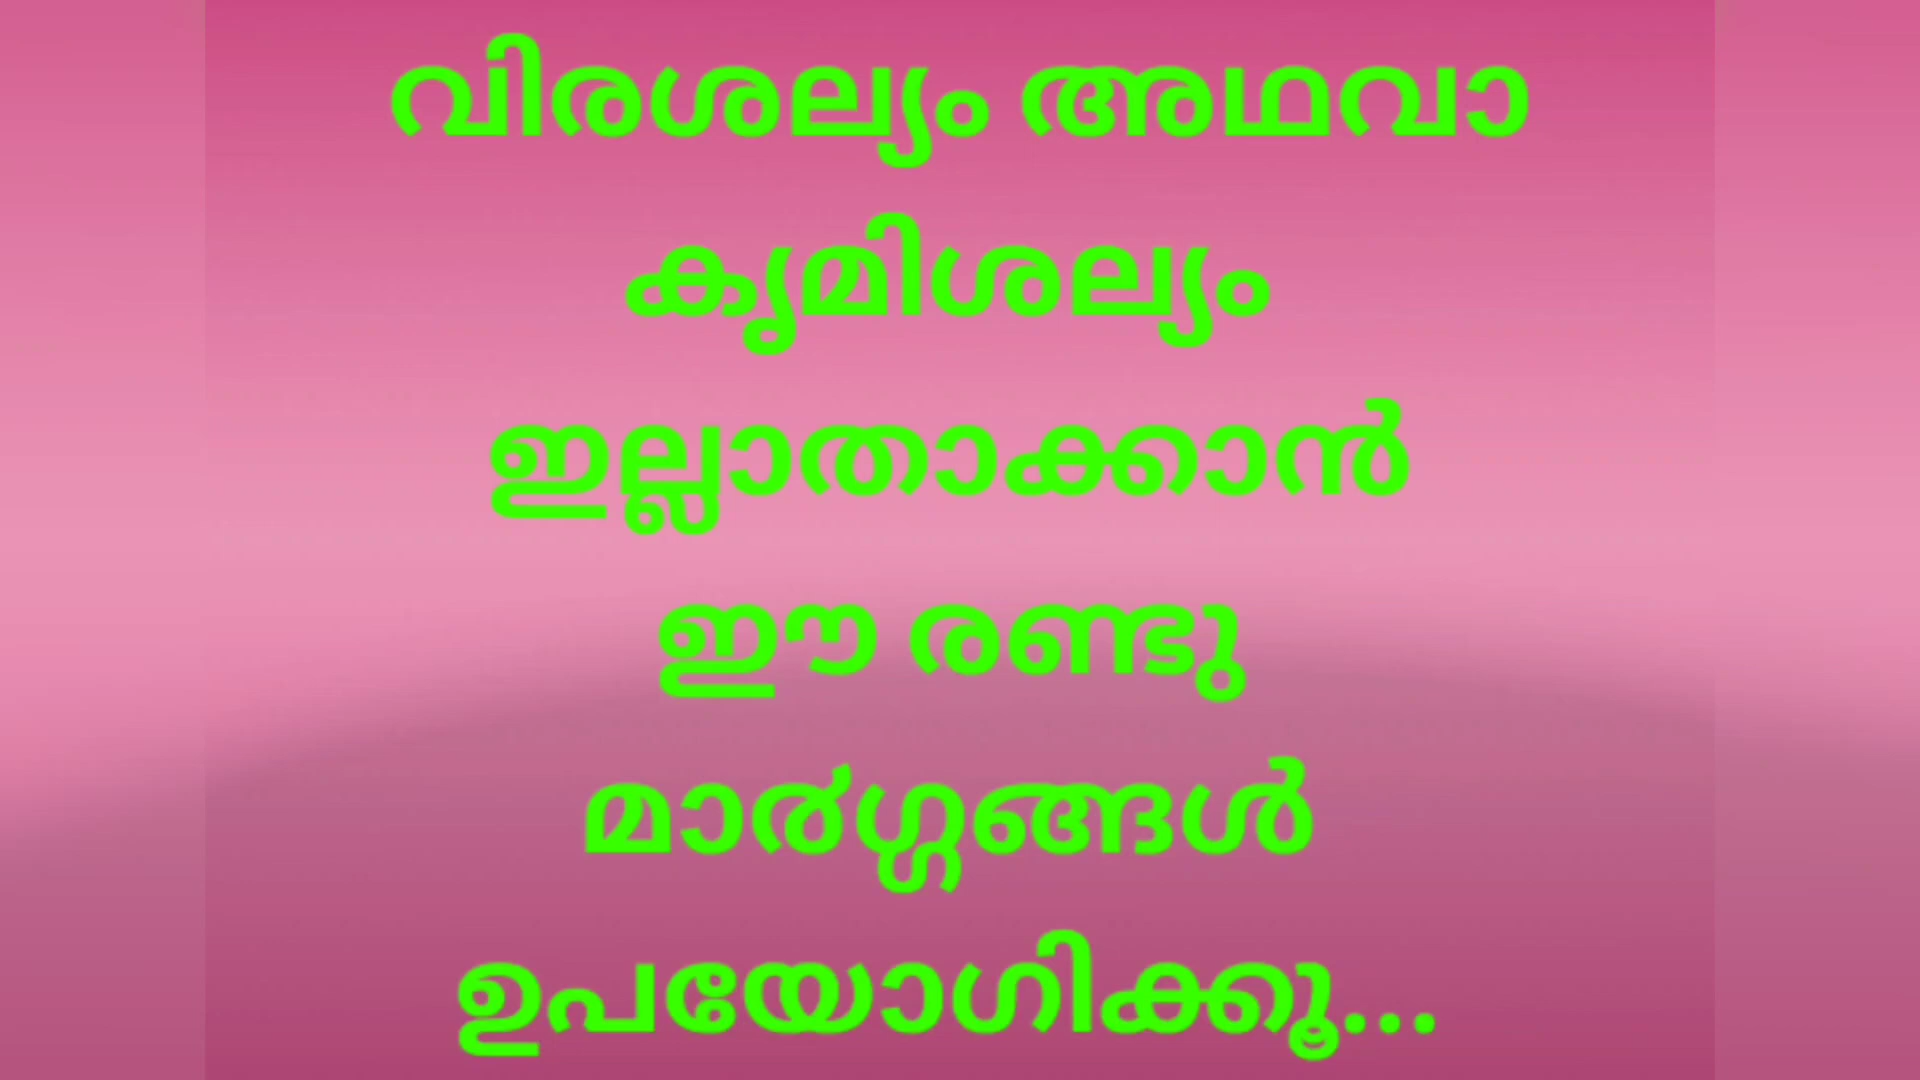 വിരശല്യം അഥവാ
കൃമിശല്യം
ഇല്ലാതാക്കാൻ
ഈ രണ്ടു
മാർഗ്ഗങ്ങൾ
ഉപയോഗിക്കൂ...